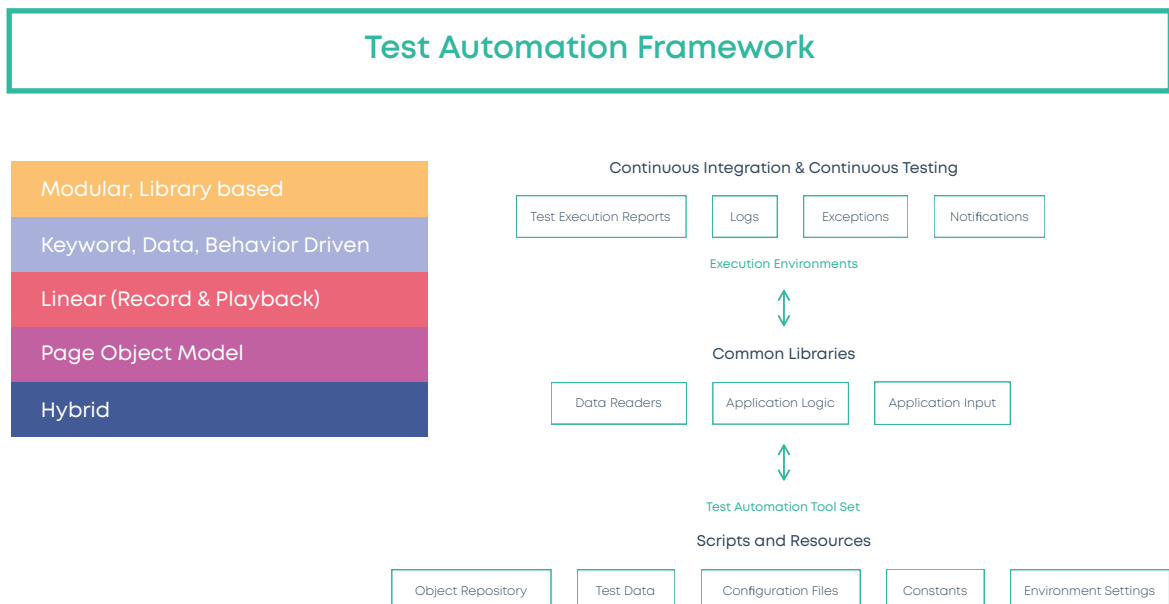 Test Automation Framework
Modular, Library based
Keyword, Data, Behavior Driven
Linear (Record & Playback)
Page Object Model
Hybrid
Continuous Integration & Continuous Testing
Test Execution Reports
Logs
Exceptions
Notifications
Execution Environments
Common Libraries
Data Readers
Application Logic
Application Input
Test Automation Tool Set
Scripts and Resources
Object Repository
Test Data
Configuration Files
Constants
Environment Settings